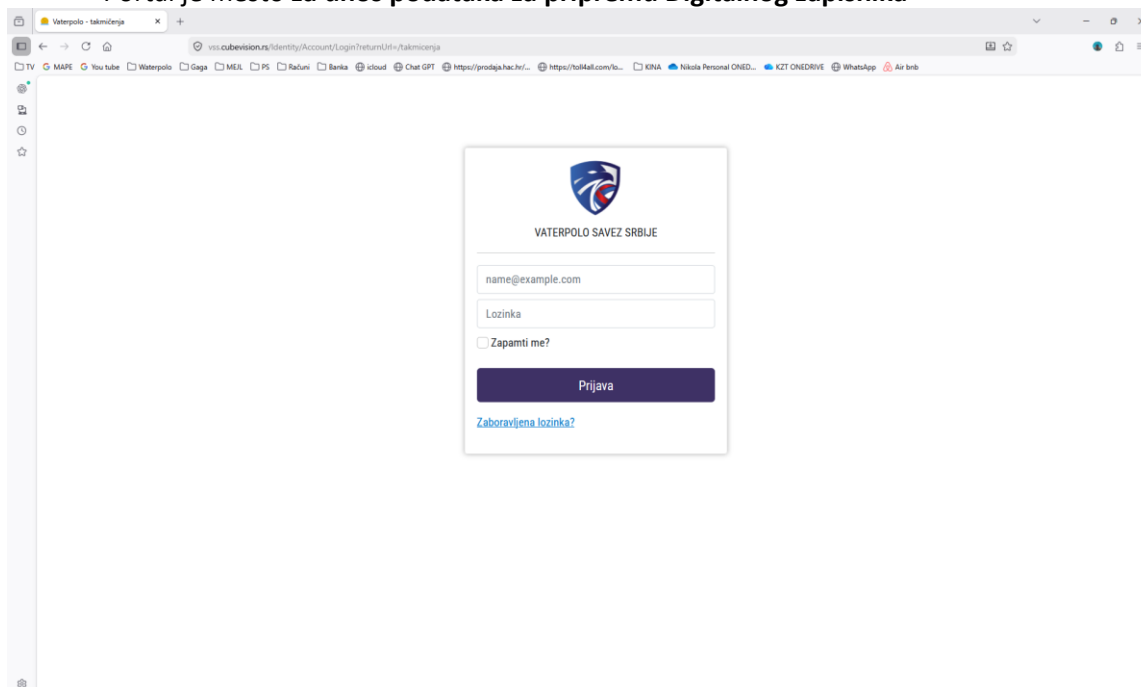 Portal je mesto za unos podataka za pripremu Digitalnog zapisnika
Vaterpolo - takmičenja
vss.cubevision.rs/Identity/Account/Login?returnUrl=/takmicenja
TV MAPE You tube Waterpolo Gaga MEJL PS Računi Banka icloud Chat GPT https://prodaja.hac.hr/... https://toll4all.com/lo... KINA Nikola Personal ONED... KZT ONEDRIVE WhatsApp Air bnb
VATERPOLO SAVEZ SRBIJE
name@example.com
Lozinka
Zapamti me?
Prijava
Zaboravljena lozinka?